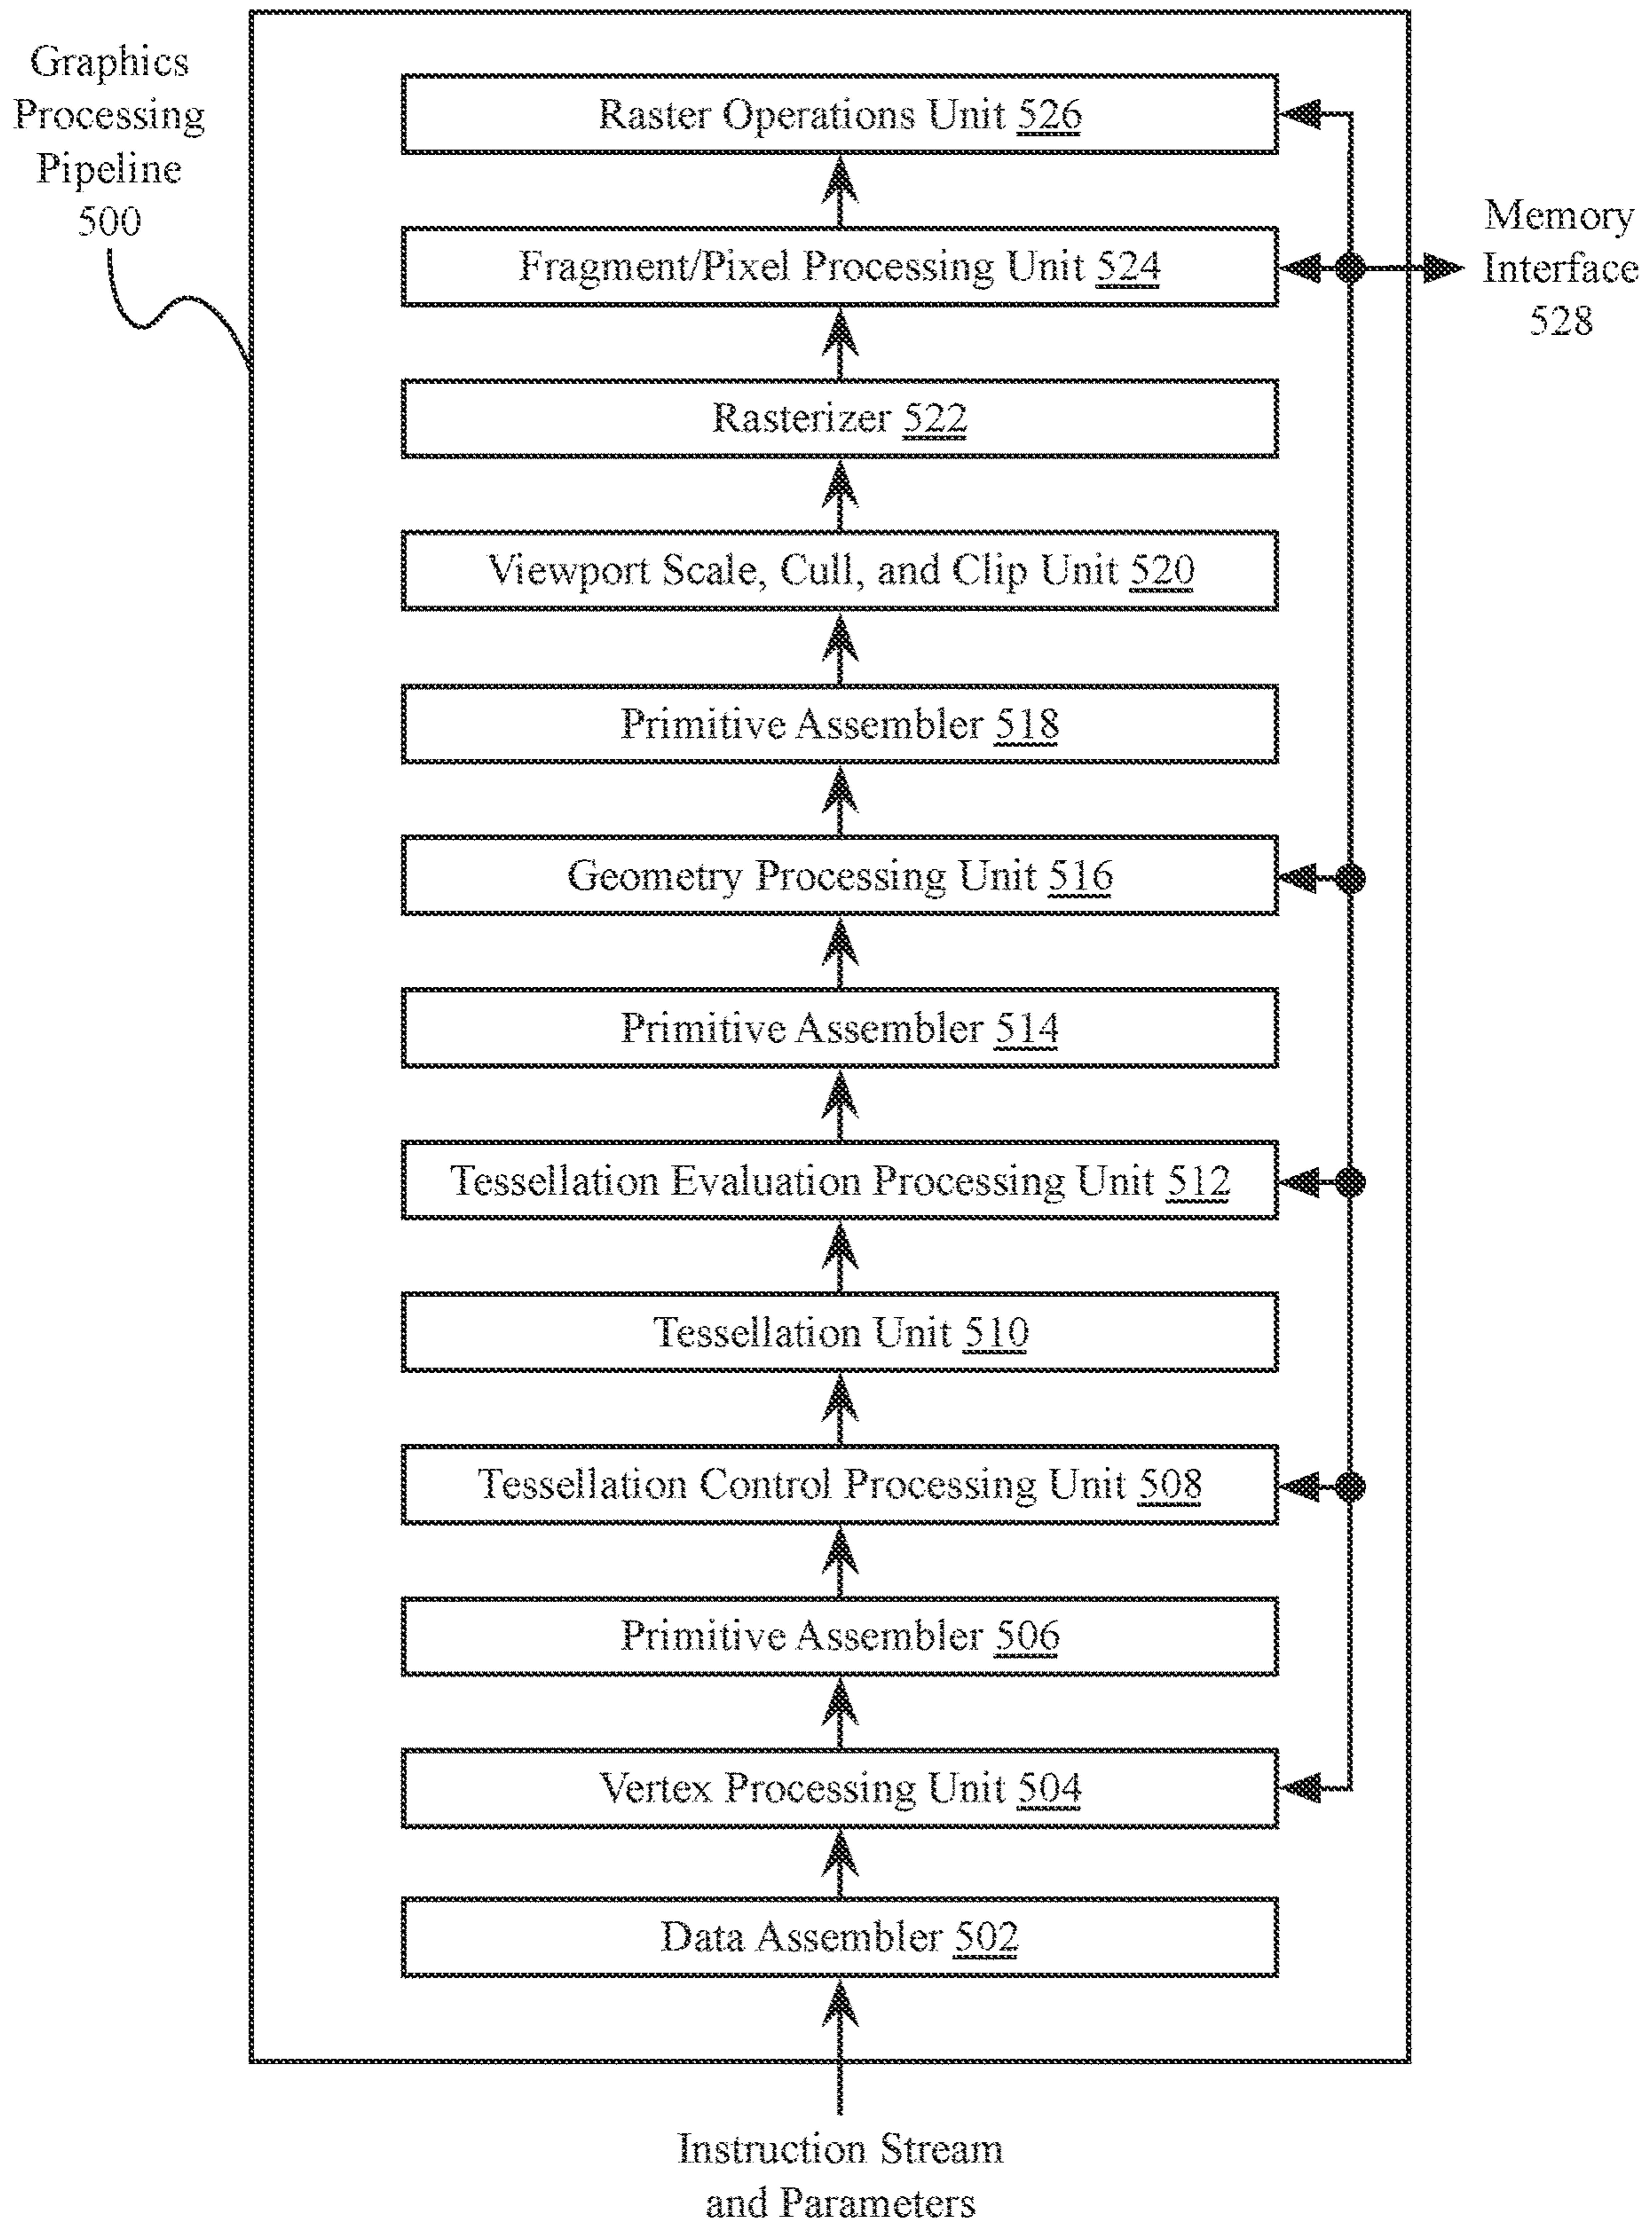 Graphics
Processing
Pipeline
500
Raster Operations Unit 526
Fragment/Pixel Processing Unit 524
Memory
Interface
528
Rasterizer 522
Viewport Scale, Cull, and Clip Unit 520
Primitive Assembler 518
Geometry Processing Unit 516
Primitive Assembler 514
Tessellation Evaluation Processing Unit 512
Tessellation Unit 510
Tessellation Control Processing Unit 508
Primitive Assembler 506
Vertex Processing Unit 504
Data Assembler 502
Instruction Stream
and Parameters